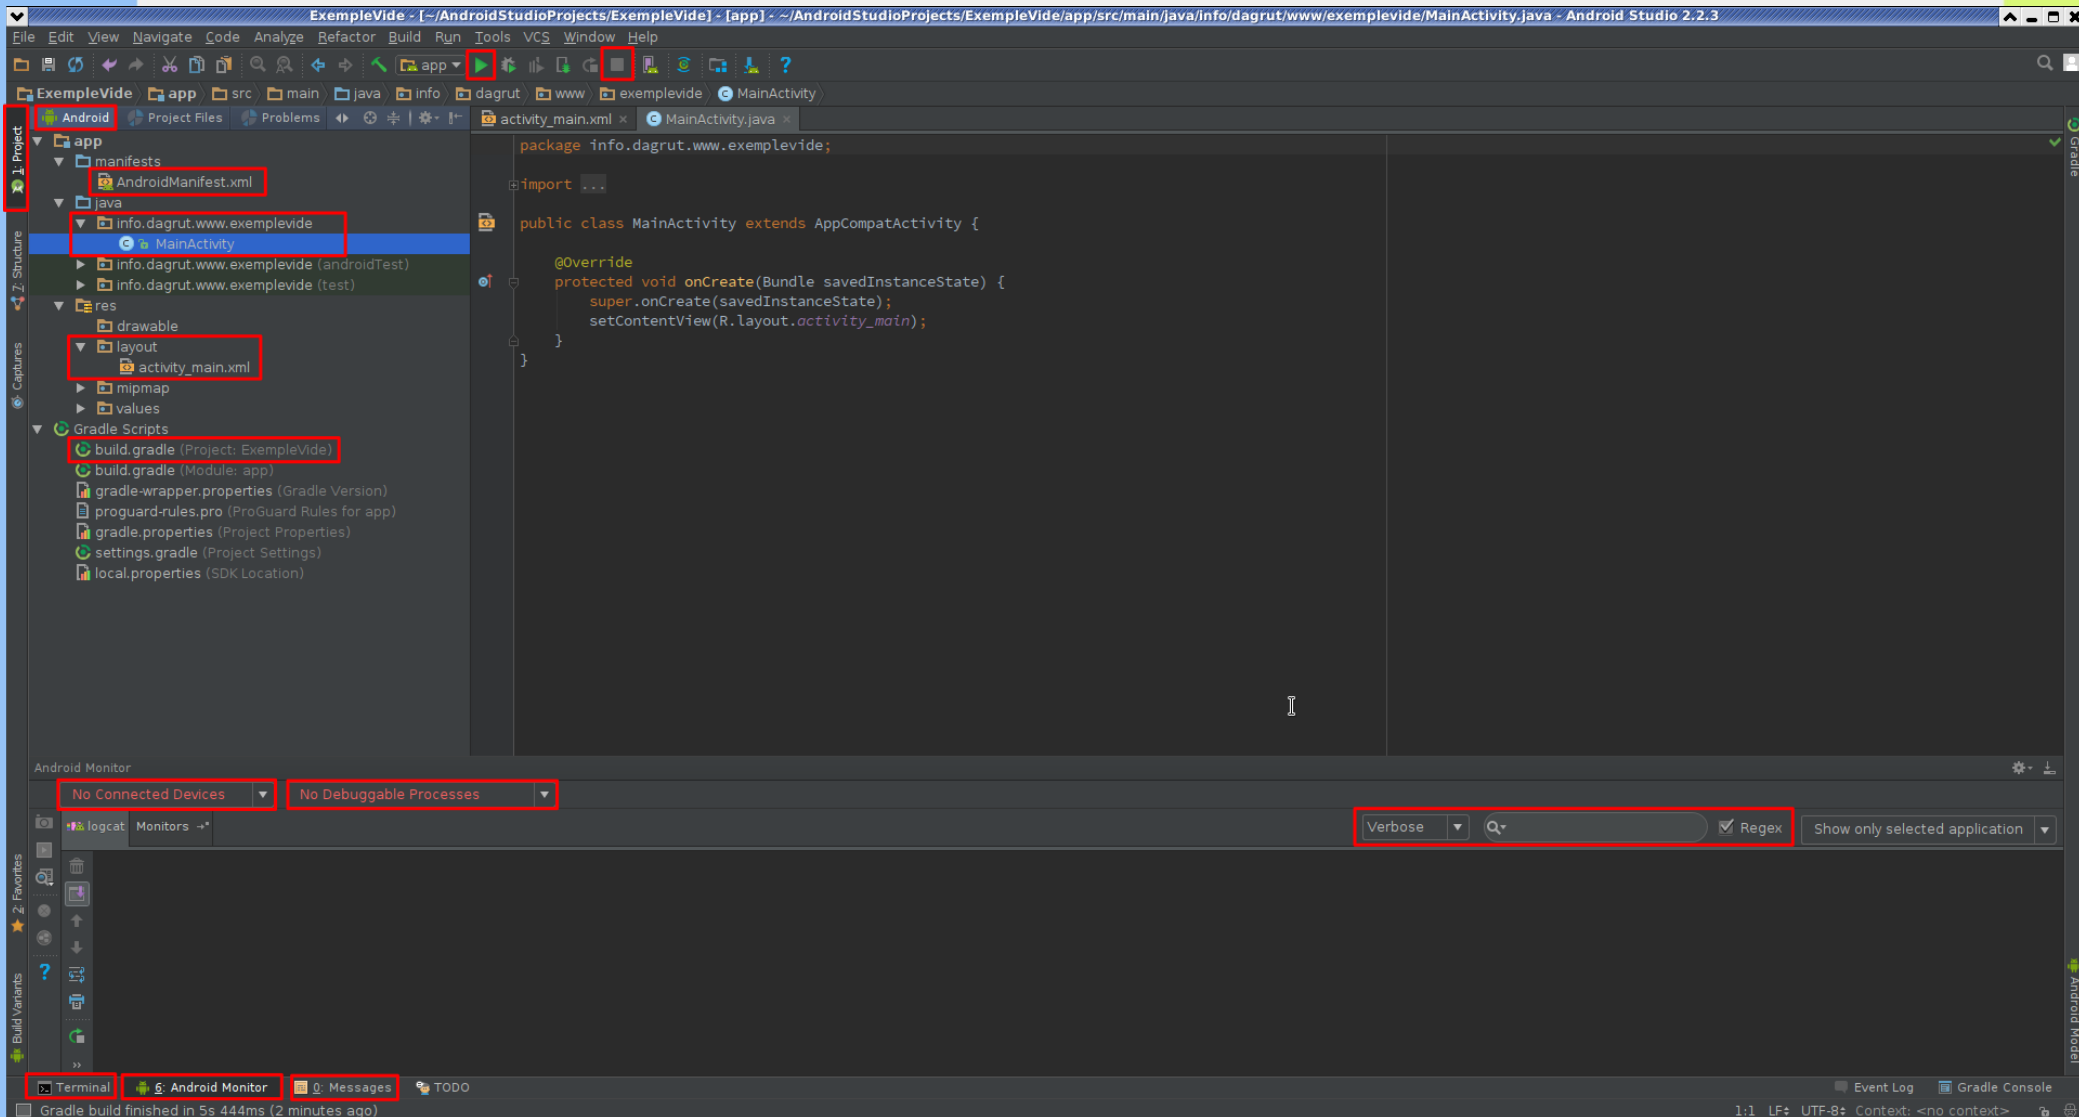 ExempleVide - [~/AndroidStudioProjects/ExempleVide] - [app] - ~/AndroidStudioProjects/ExempleVide/app/src/main/java/info/dagrut/www/exemplevide/MainActivity.java - Android Studio 2.2.3
File Edit View Navigate Code Analyze Refactor Build Run Tools VCS Window Help
app
ExempleVide app src main java info dagrut www exemplevide MainActivity
1: Project
7: Structure
Captures
2: Favorites
Build Variants
Android Project Files Problems
app
manifests
AndroidManifest.xml
java
info.dagrut.www.exemplevide
MainActivity
info.dagrut.www.exemplevide (androidTest)
info.dagrut.www.exemplevide (test)
res
drawable
layout
activity_main.xml
mipmap
values
Gradle Scripts
build.gradle (Project: ExempleVide)
build.gradle (Module: app)
gradle-wrapper.properties (Gradle Version)
proguard-rules.pro (ProGuard Rules for app)
gradle.properties (Project Properties)
settings.gradle (Project Settings)
local.properties (SDK Location)
activity_main.xml MainActivity.java
package info.dagrut.www.exemplevide;
import ...
public class MainActivity extends AppCompatActivity {
@Override
protected void onCreate(Bundle savedInstanceState) {
super.onCreate(savedInstanceState);
setContentView(R.layout.activity_main);
}
}
Gradle
Android Model
Android Monitor
No Connected Devices No Debuggable Processes
logcat Monitors
Verbose Regex Show only selected application
Terminal 6: Android Monitor 0: Messages TODO Event Log Gradle Console
Gradle build finished in 5s 444ms (2 minutes ago) 1:1 LF UTF-8 Context: <no context>